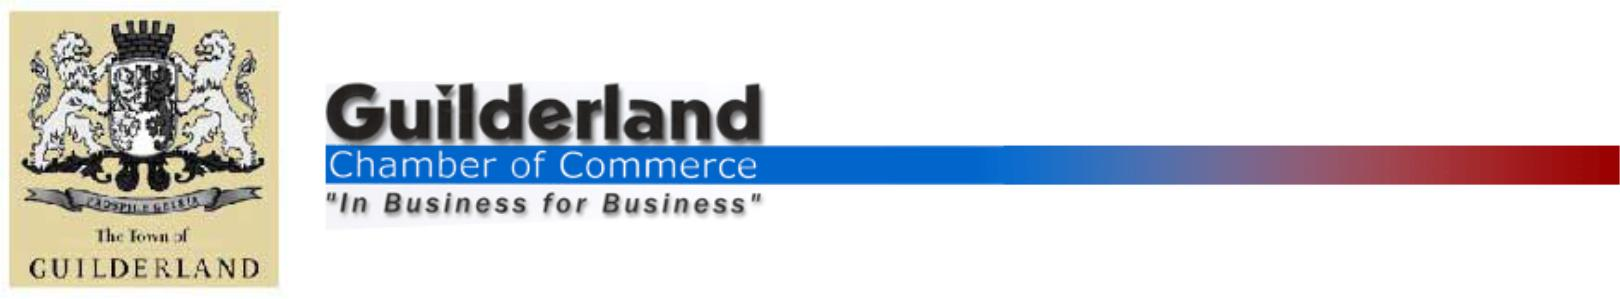 The Town of
GUILDERLAND
Guilderland
Chamber of Commerce
"In Business for Business"